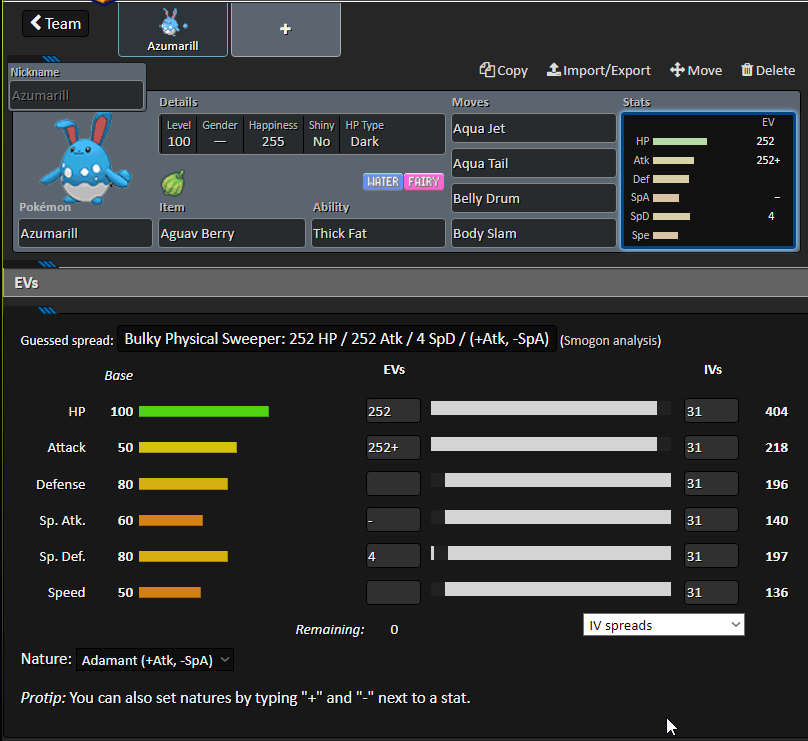 Team
Azumarill
+
Copy Import/Export Move Delete
Nickname
Azumarill
Details
Level Gender Happiness Shiny HP Type
100 — 255 No Dark
WATER FAIRY
Pokémon Item Ability
Azumarill Aguav Berry Thick Fat
Moves
Aqua Jet
Aqua Tail
Belly Drum
Body Slam
Stats
EV
HP 252
Atk 252+
Def
SpA –
SpD 4
Spe
EVs
Guessed spread: Bulky Physical Sweeper: 252 HP / 252 Atk / 4 SpD / (+Atk, -SpA) (Smogon analysis)
Base EVs IVs
HP 100 252 31 404
Attack 50 252+ 31 218
Defense 80 31 196
Sp. Atk. 60 - 31 140
Sp. Def. 80 4 31 197
Speed 50 31 136
Remaining: 0
IV spreads
Nature: Adamant (+Atk, -SpA)
Protip: You can also set natures by typing "+" and "-" next to a stat.